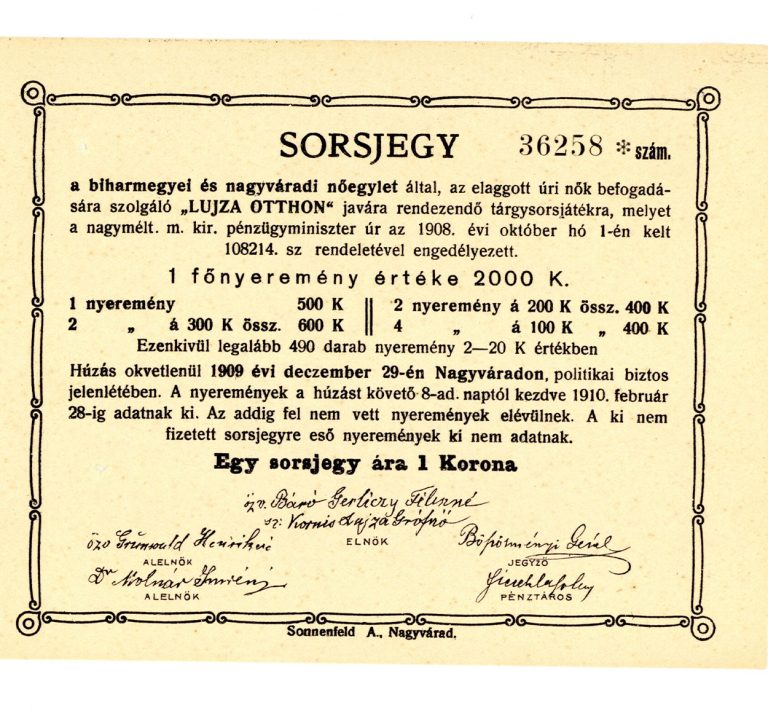 SORSJEGY 36258 * szám.
a biharmegyei és nagyváradi nőegylet által, az elaggott úri nők befogadá-
sára szolgáló „LUJZA OTTHON“ javára rendezendő tárgysorsjátékra, melyet
a nagymélt. m. kir. pénzügyminiszter úr az 1908. évi október hó 1-én kelt
108214. sz rendeletével engedélyezett.
1 főnyeremény értéke 2000 K.
1 nyeremény 500 K || 2 nyeremény á 200 K össz. 400 K
2 „ á 300 K össz. 600 K || 4 „ á 100 K „ 400 K
Ezenkivül legalább 490 darab nyeremény 2—20 K értékben
Húzás okvetlenül 1909 évi deczember 29-én Nagyváradon, politikai biztos
jelenlétében. A nyeremények a húzást követő 8-ad. naptól kezdve 1910. február
28-ig adatnak ki. Az addig fel nem vett nyeremények elévülnek. A ki nem
fizetett sorsjegyre eső nyeremények ki nem adatnak.
Egy sorsjegy ára 1 Korona
özv. Báró Gerliczy Félixné
sz: Kornis Lujza Grófnő
ELNÖK
özv Grünwald Henrikné
ALELNÖK
Dr Molnár Imréné
ALELNÖK
JEGYZŐ
PÉNZTÁROS
Sonnenfeld A., Nagyvárad.